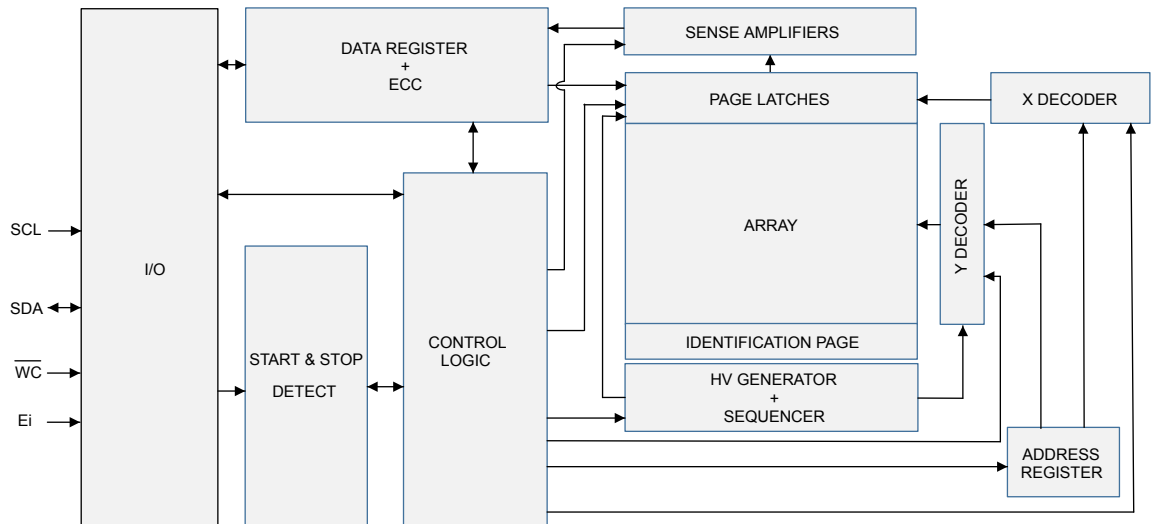 SENSE AMPLIFIERS
DATA REGISTER
+
ECC
PAGE LATCHES
X DECODER
SCL
SDA
WC
Ei
I/O
START & STOP
DETECT
CONTROL
LOGIC
ARRAY
Y DECODER
IDENTIFICATION PAGE
HV GENERATOR
+
SEQUENCER
ADDRESS
REGISTER